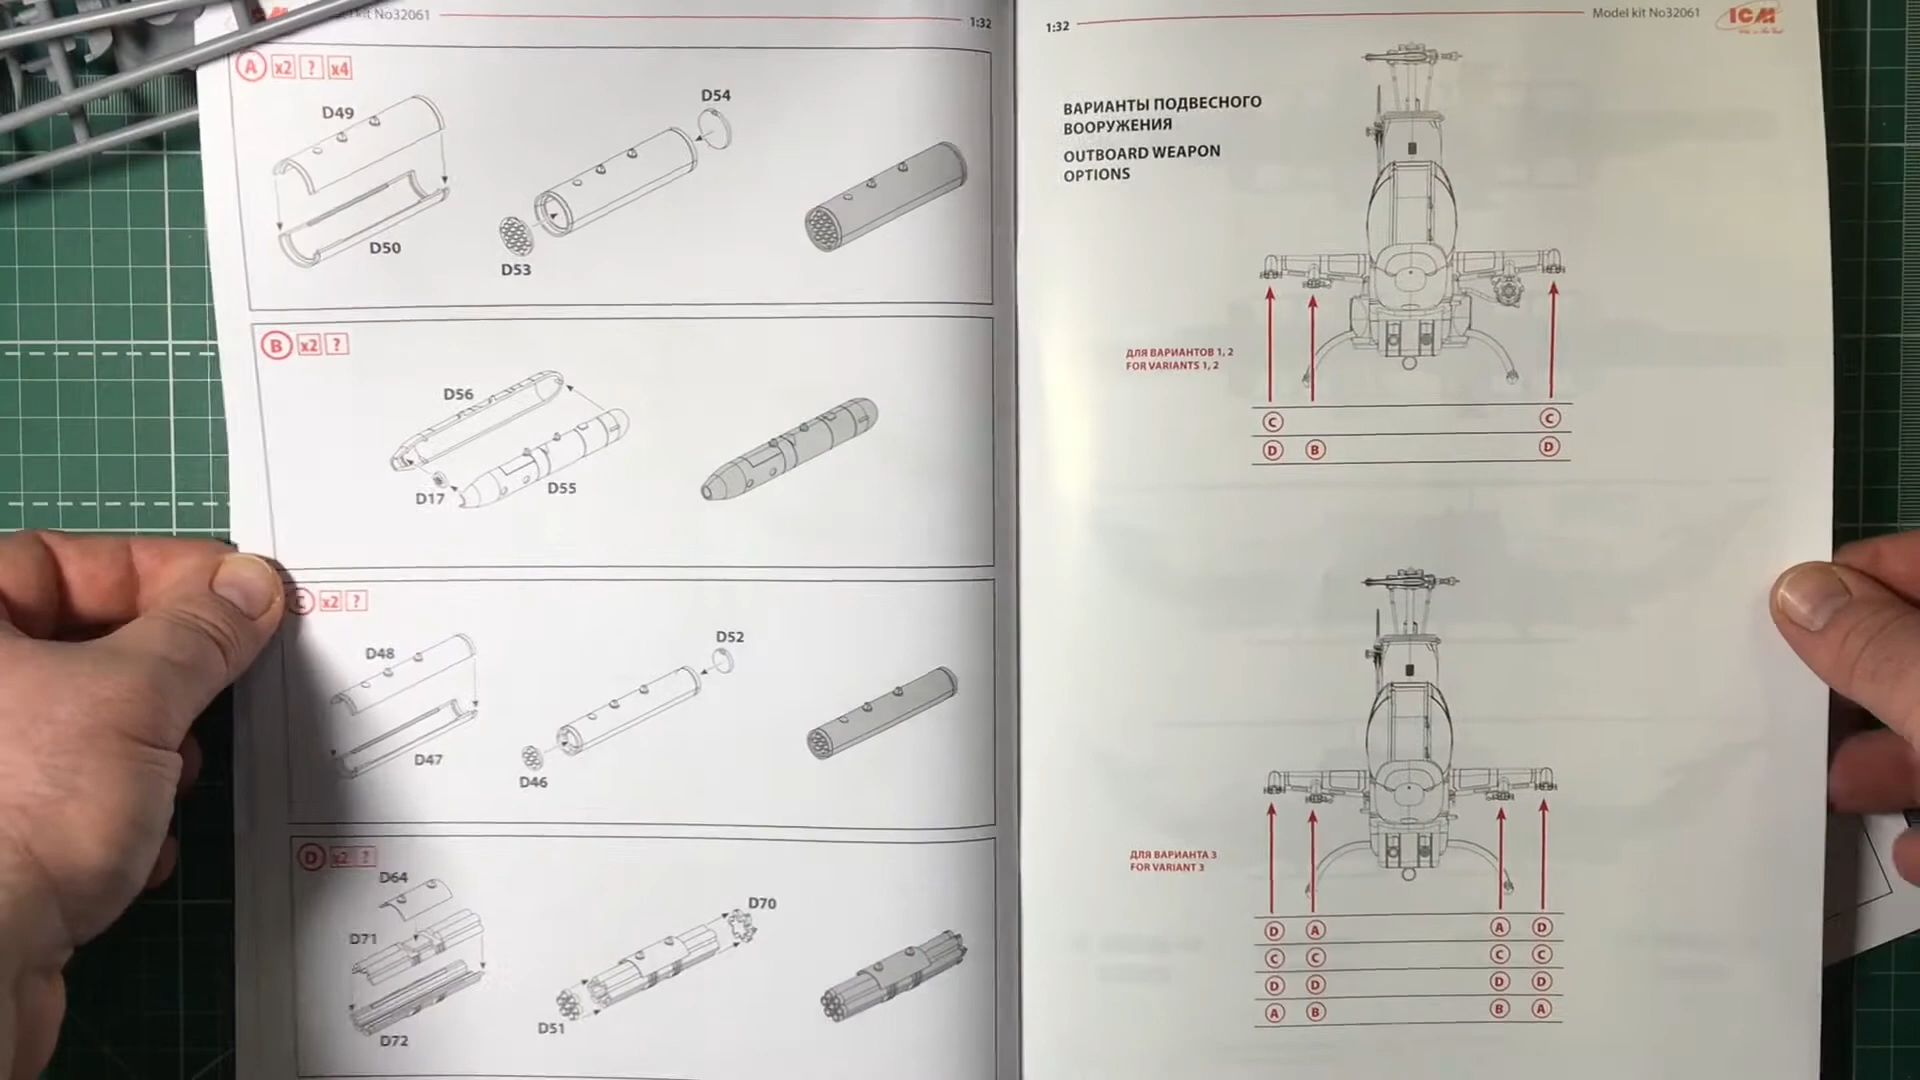 kit No32061
1:32
A x2 ? x4
D49
D50
D54
D53
B x2 ?
D56
D17
D55
C x2 ?
D48
D47
D52
D46
D x2 ?
D64
D71
D72
D70
D51
1:32
Model kit No32061
ICM
ВАРИАНТЫ ПОДВЕСНОГО
ВООРУЖЕНИЯ
OUTBOARD WEAPON
OPTIONS
ДЛЯ ВАРИАНТОВ 1, 2
FOR VARIANTS 1, 2
C C
D B D
ДЛЯ ВАРИАНТА 3
FOR VARIANT 3
D A A D
C C C C
D D D D
A B B A